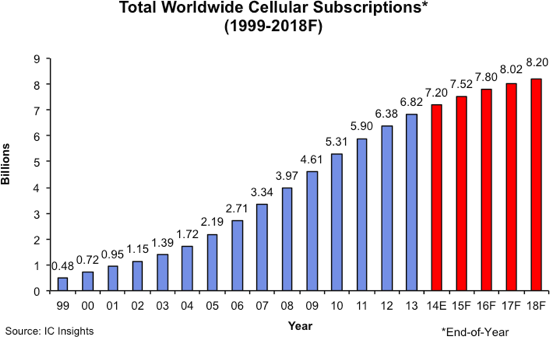 Total Worldwide Cellular Subscriptions*
(1999-2018F)
Billions
9
8
7
6
5
4
3
2
1
0
0.48 0.72 0.95 1.15 1.39 1.72 2.19 2.71 3.34 3.97 4.61 5.31 5.90 6.38 6.82 7.20 7.52 7.80 8.02 8.20
99 00 01 02 03 04 05 06 07 08 09 10 11 12 13 14E 15F 16F 17F 18F
Year
Source: IC Insights
*End-of-Year